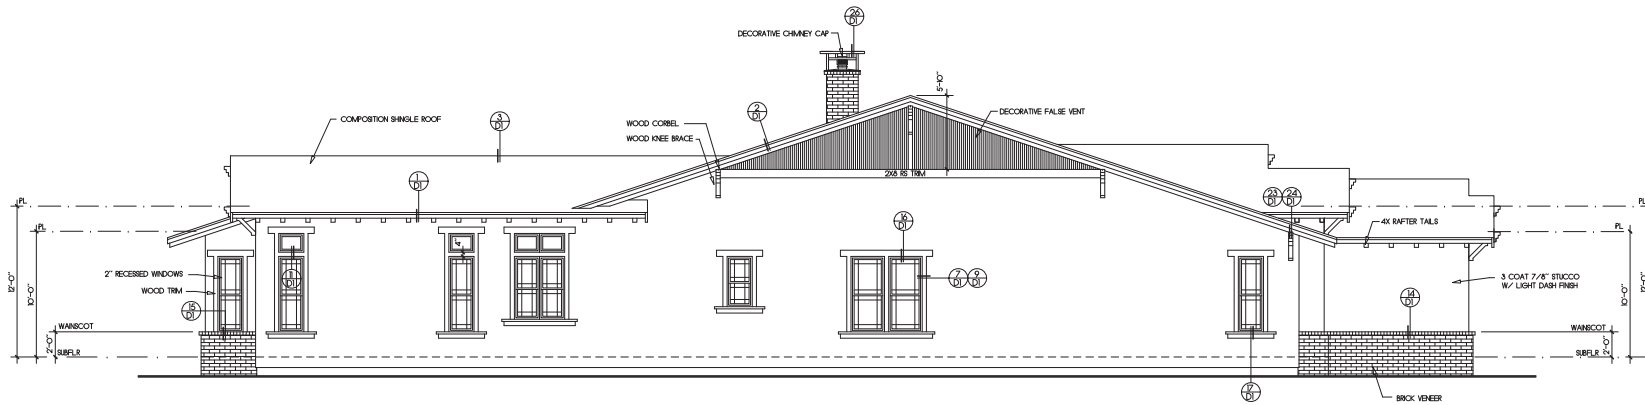 26
D1
DECORATIVE CHIMNEY CAP
5'-10"
2
D1
DECORATIVE FALSE VENT
3
D1
COMPOSITION SHINGLE ROOF
WOOD CORBEL
WOOD KNEE BRACE
2X8 RS TRIM
1
D1
23
D1
24
D1
PL
PL
PL
PL
4X RAFTER TAILS
16
D1
4"
2" RECESSED WINDOWS
WOOD TRIM
11
D1
7
D1
9
D1
3 COAT 7/8" STUCCO
W/ LIGHT DASH FINISH
12'-0"
10'-0"
10'-0"
12'-0"
15
D1
14
D1
WAINSCOT
2'-0"
SUBFLR
WAINSCOT
2'-0"
SUBFLR
17
D1
BRICK VENEER